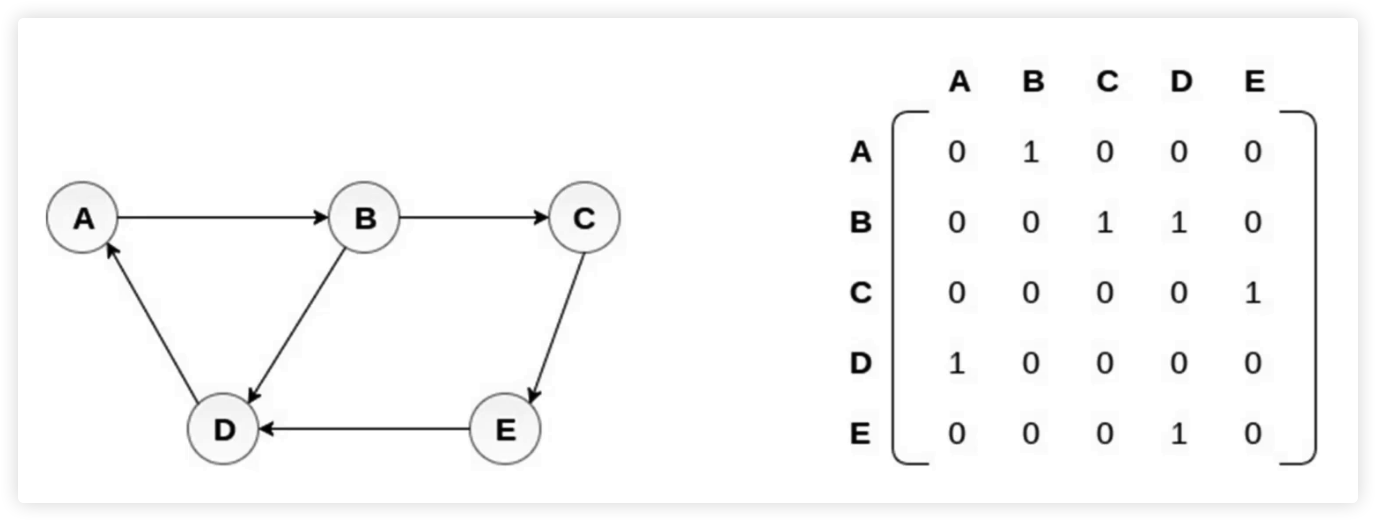 A B C
D E
A B C D E
A 0 1 0 0 0
B 0 0 1 1 0
C 0 0 0 0 1
D 1 0 0 0 0
E 0 0 0 1 0